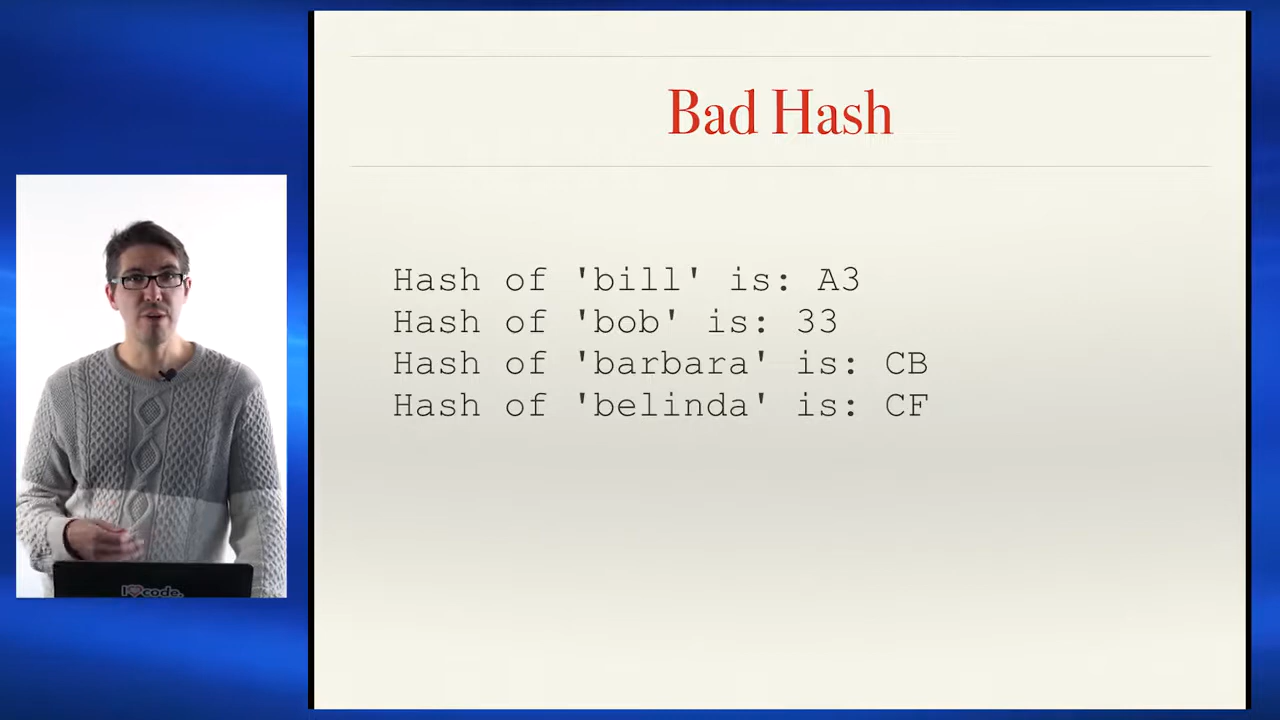 Bad Hash
Hash of 'bill' is: A3
Hash of 'bob' is: 33
Hash of 'barbara' is: CB
Hash of 'belinda' is: CF
I❤code.